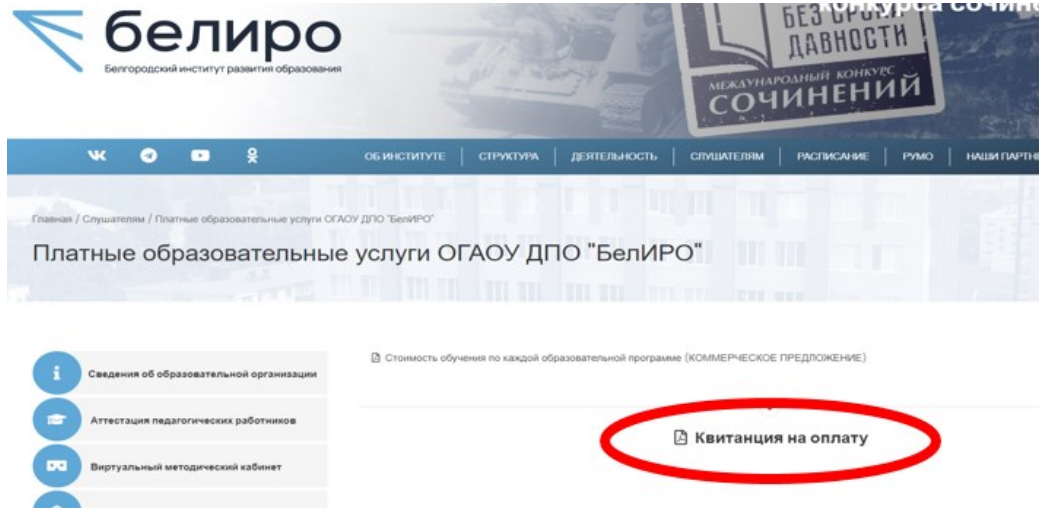 белиро
Белгородский институт развития образования
конкурса сочине
БЕЗ СРОКА
ДАВНОСТИ
МЕЖДУНАРОДНЫЙ КОНКУРС
СОЧИНЕНИЙ
ОБ ИНСТИТУТЕ
СТРУКТУРА
ДЕЯТЕЛЬНОСТЬ
СЛУШАТЕЛЯМ
РАСПИСАНИЕ
РУМО
НАШИ ПАРТНЕ
Главная / Слушателям / Платные образовательные услуги ОГАОУ ДПО "БелИРО"
Платные образовательные услуги ОГАОУ ДПО "БелИРО"
Стоимость обучения по каждой образовательной программе (КОММЕРЧЕСКОЕ ПРЕДЛОЖЕНИЕ)
Сведения об образовательной организации
Аттестация педагогических работников
Квитанция на оплату
Виртуальный методический кабинет